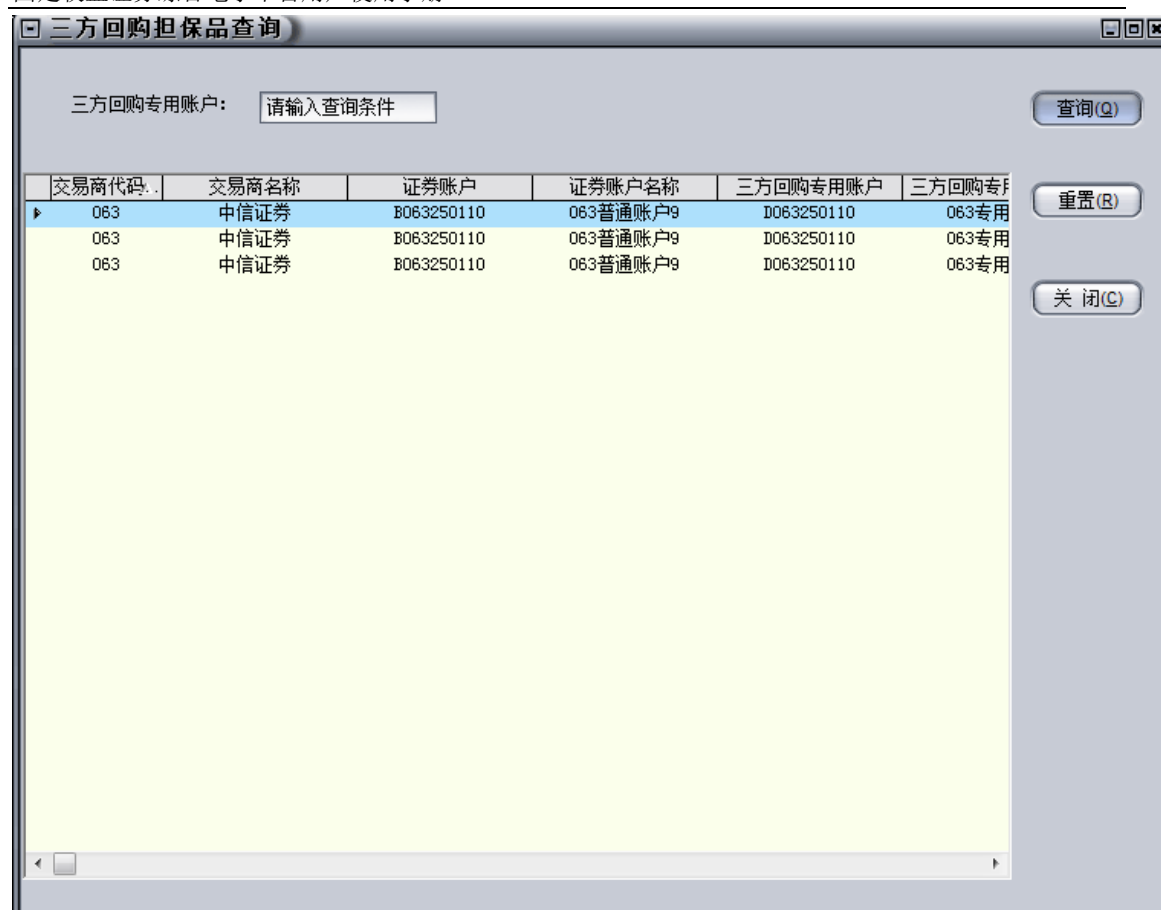 三方回购担保品查询
三方回购专用账户： 请输入查询条件 查询(Q)
交易商代码 交易商名称 证券账户 证券账户名称 三方回购专用账户 三方回购专
重置(R)
063 中信证券 B063250110 063普通账户9 D063250110 063专用
063 中信证券 B063250110 063普通账户9 D063250110 063专用
063 中信证券 B063250110 063普通账户9 D063250110 063专用
关 闭(C)